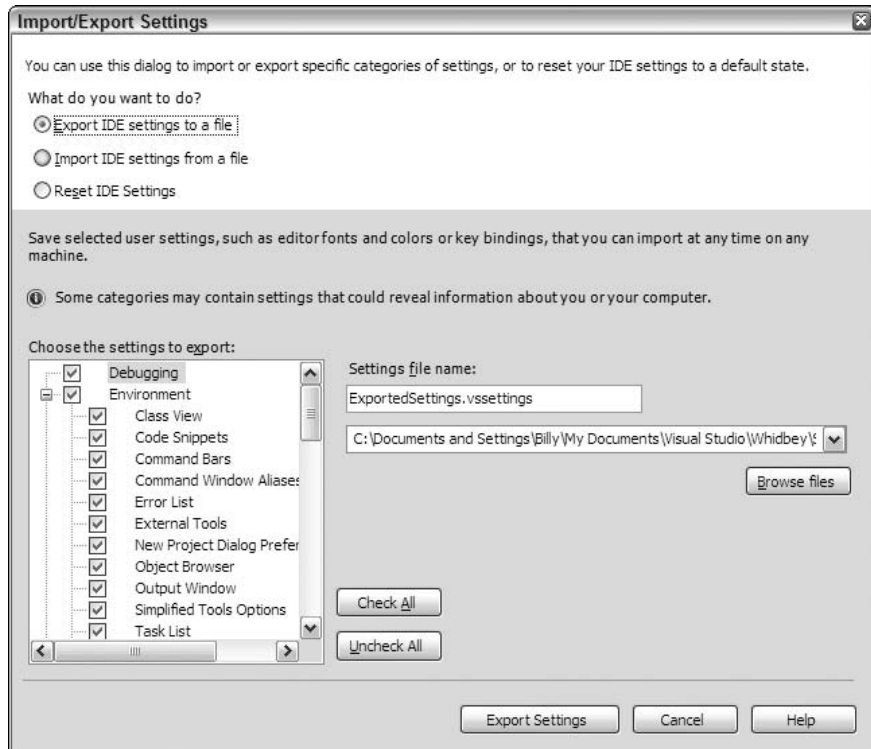 Import/Export Settings
You can use this dialog to import or export specific categories of settings, or to reset your IDE settings to a default state.
What do you want to do?
Export IDE settings to a file
Import IDE settings from a file
Reset IDE Settings
Save selected user settings, such as editor fonts and colors or key bindings, that you can import at any time on any
machine.
Some categories may contain settings that could reveal information about you or your computer.
Choose the settings to export:
Debugging
Environment
Class View
Code Snippets
Command Bars
Command Window Aliases
Error List
External Tools
New Project Dialog Prefer
Object Browser
Output Window
Simplified Tools Options
Task List
Settings file name:
ExportedSettings.vssettings
C:\Documents and Settings\Billy\My Documents\Visual Studio\Whidbey\
Browse files
Check All
Uncheck All
Export Settings
Cancel
Help